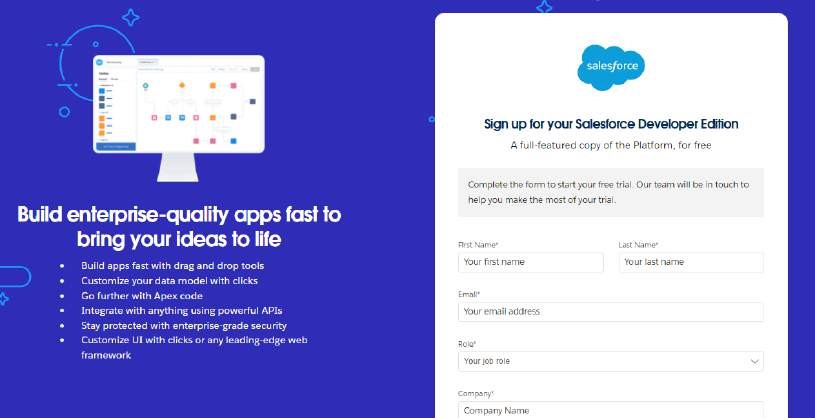 Build enterprise-quality apps fast to
bring your ideas to life
Build apps fast with drag and drop tools
Customize your data model with clicks
Go further with Apex code
Integrate with anything using powerful APIs
Stay protected with enterprise-grade security
Customize UI with clicks or any leading-edge web
framework
salesforce
Sign up for your Salesforce Developer Edition
A full-featured copy of the Platform, for free
Complete the form to start your free trial. Our team will be in touch to
help you make the most of your trial.
First Name* Last Name*
Your first name Your last name
Email*
Your email address
Role*
Your job role
Company*
Company Name